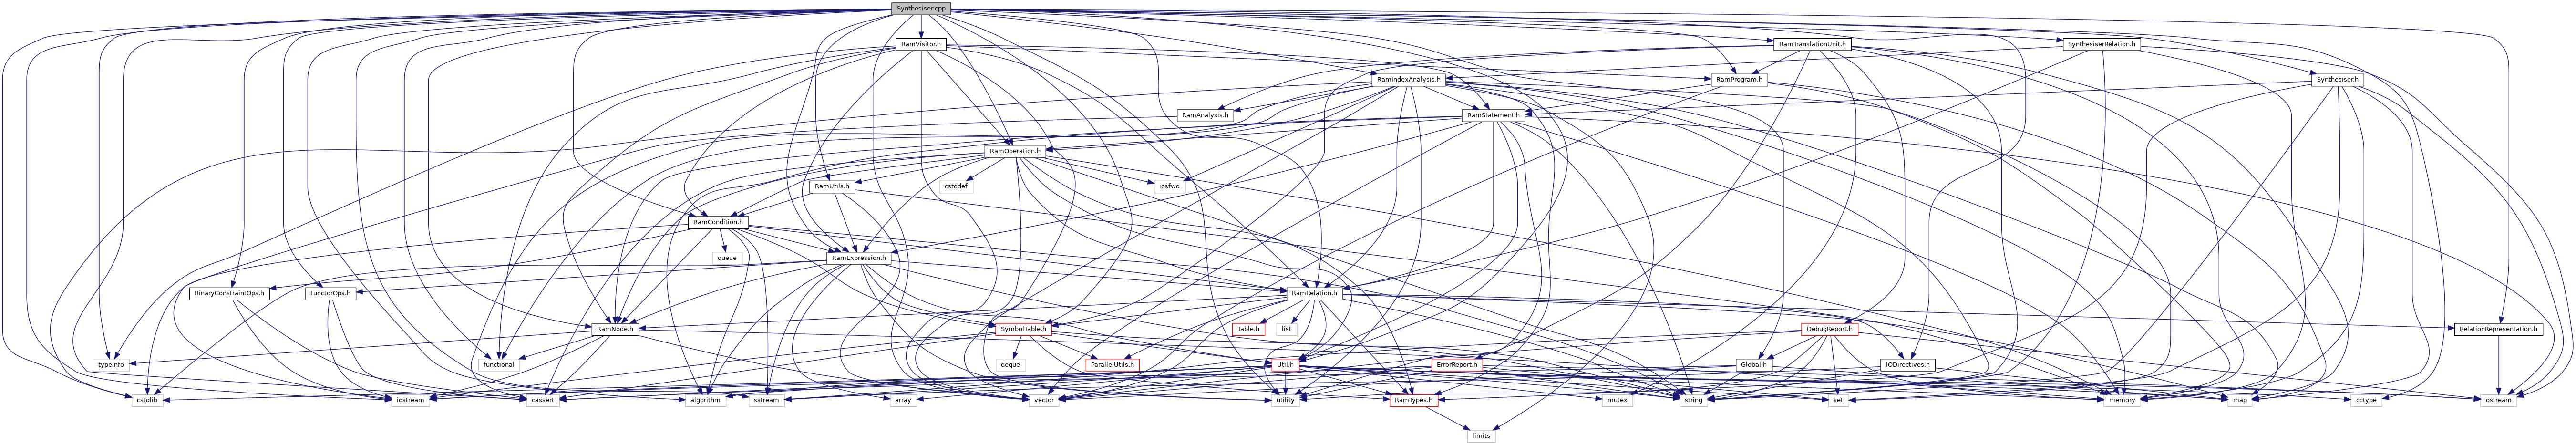 Synthesiser.cpp
RamVisitor.h
RamTranslationUnit.h
SynthesiserRelation.h
RamIndexAnalysis.h
RamProgram.h
Synthesiser.h
RamAnalysis.h
RamStatement.h
RamOperation.h
RamUtils.h
cstddef
iosfwd
RamCondition.h
queue
RamExpression.h
BinaryConstraintOps.h
FunctorOps.h
RamRelation.h
RamNode.h
SymbolTable.h
Table.h
list
DebugReport.h
RelationRepresentation.h
typeinfo
functional
deque
ParallelUtils.h
Util.h
ErrorReport.h
Global.h
IODirectives.h
cstdlib
iostream
cassert
algorithm
sstream
array
vector
utility
RamTypes.h
mutex
string
set
memory
map
cctype
ostream
limits